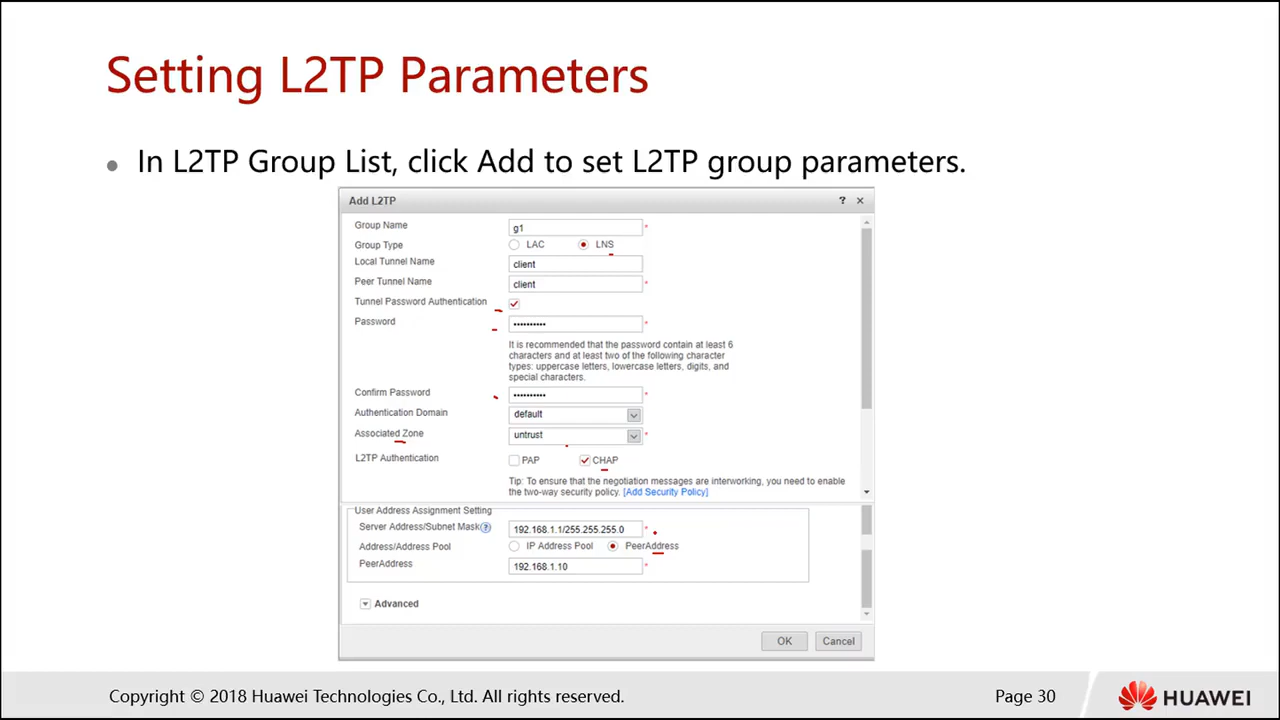 Setting L2TP Parameters
In L2TP Group List, click Add to set L2TP group parameters.
Add L2TP ?
Group Name g1 *
Group Type LAC LNS
Local Tunnel Name client
Peer Tunnel Name client *
Tunnel Password Authentication
Password •••••••••• *
It is recommended that the password contain at least 6
characters and at least two of the following character
types: uppercase letters, lowercase letters, digits, and
special characters.
Confirm Password •••••••••• *
Authentication Domain default
Associated Zone untrust *
L2TP Authentication PAP CHAP
Tip: To ensure that the negotiation messages are interworking, you need to enable
the two-way security policy. [Add Security Policy]
User Address Assignment Setting
Server Address/Subnet Mask ? 192.168.1.1/255.255.255.0 *
Address/Address Pool IP Address Pool PeerAddress
PeerAddress 192.168.1.10 *
Advanced
OK Cancel
Copyright © 2018 Huawei Technologies Co., Ltd. All rights reserved. Page 30 HUAWEI